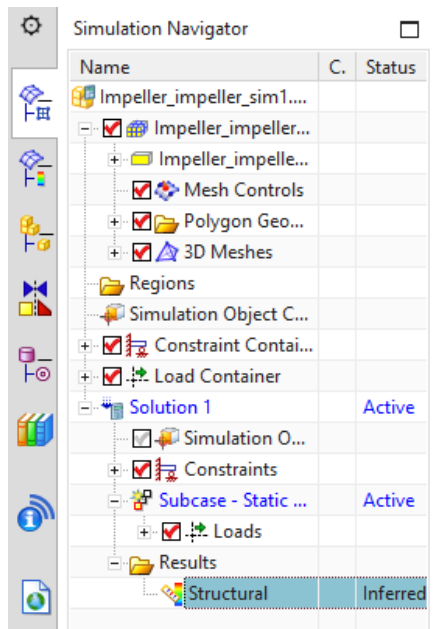 Simulation Navigator
Name C. Status
Impeller_impeller_sim1....
Impeller_impeller...
Impeller_impelle...
Mesh Controls
Polygon Geo...
3D Meshes
Regions
Simulation Object C...
Constraint Contai...
Load Container
Solution 1 Active
Simulation O...
Constraints
Subcase - Static ... Active
Loads
Results
Structural Inferred